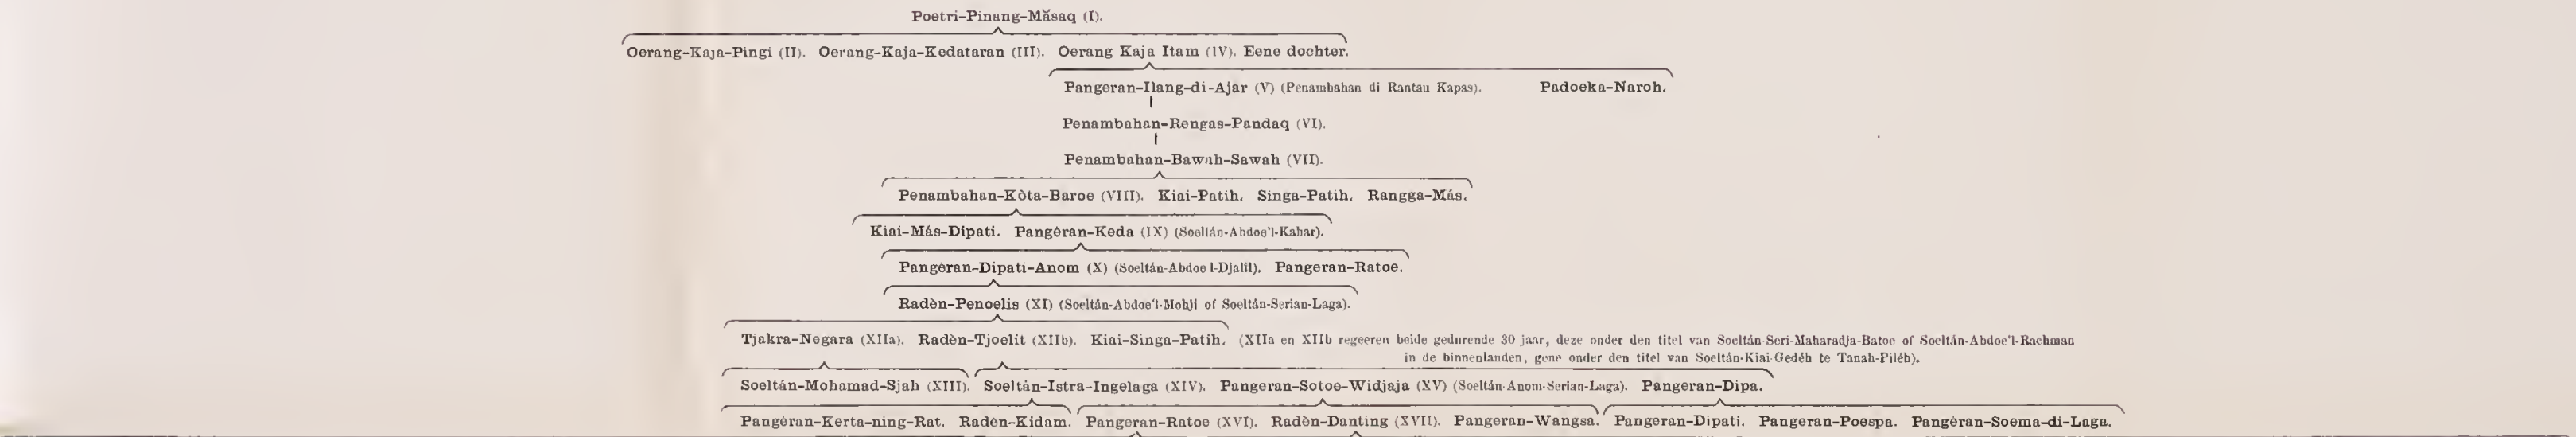 Poetri-Pinang-Măsaq (I).
Oerang-Kaja-Pingi (II). Oerang-Kaja-Kedataran (III). Oerang Kaja Itam (IV). Eene dochter.
Pangeran-Ilang-di-Ajar (V) (Penambahan di Rantau Kapas). Padoeka-Naroh.
Penambahan-Rengas-Pandaq (VI).
Penambahan-Bawah-Sawah (VII).
Penambahan-Kòta-Baroe (VIII). Kiai-Patih. Singa-Patih. Rangga-Más.
Kiai-Más-Dipati. Pangèran-Keda (IX) (Soeltán-Abdoe'l-Kahar).
Pangèran-Dipati-Anom (X) (Soeltán-Abdoe l-Djalíl). Pangeran-Ratoe.
Radèn-Penoelis (XI) (Soeltán-Abdoe'l-Mohji of Soeltán-Serian-Laga).
Tjakra-Negara (XIIa). Radèn-Tjoelit (XIIb). Kiai-Singa-Patih. (XIIa en XIIb regeeren beide gedurende 30 jaar, deze onder den titel van Soeltán-Seri-Maharadja-Batoe of Soeltán-Abdoe'l-Rachman
in de binnenlanden, gene onder den titel van Soeltán-Kiai-Gedéh te Tanah-Piléh).
Soeltán-Mohamad-Sjah (XIII). Soeltán-Istra-Ingelaga (XIV). Pangeran-Sotoe-Widjaja (XV) (Soeltán-Anom-Serian-Laga). Pangeran-Dipa.
Pangèran-Kerta-ning-Rat. Radèn-Kidam. Pangeran-Ratoe (XVI). Radèn-Danting (XVII). Pangeran-Wangsa. Pangèran-Dipati. Pangeran-Poespa. Pangèran-Soema-di-Laga.